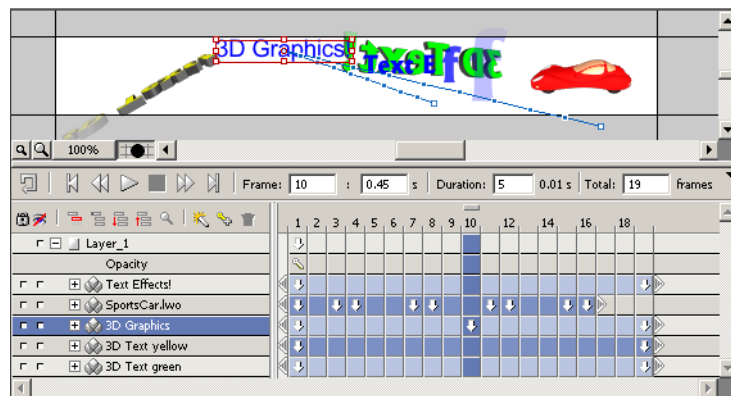 3D Graphics!
3D Text
Text E
f
100%
Frame: 10 : 0.45 s Duration: 5 0.01 s Total: 19 frames
1 2 3 4 5 6 7 8 9 10 12 14 16 18
Layer_1
Opacity
Text Effects!
SportsCar.lwo
3D Graphics
3D Text yellow
3D Text green